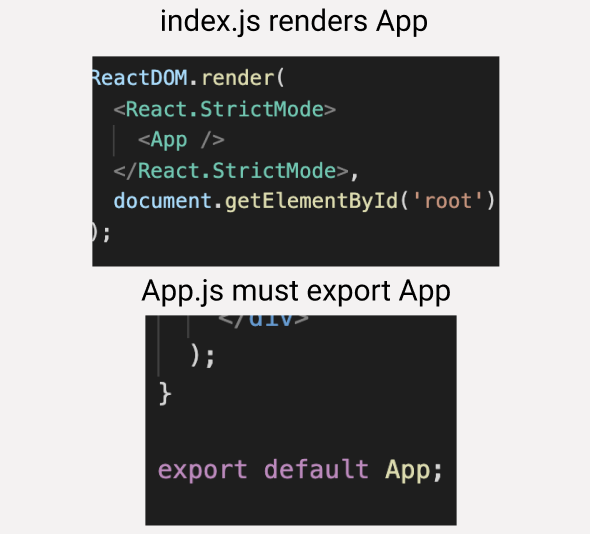 index.js renders App
ReactDOM.render(
<React.StrictMode>
<App />
</React.StrictMode>,
document.getElementById('root')
);
App.js must export App
</div>
);
}
export default App;